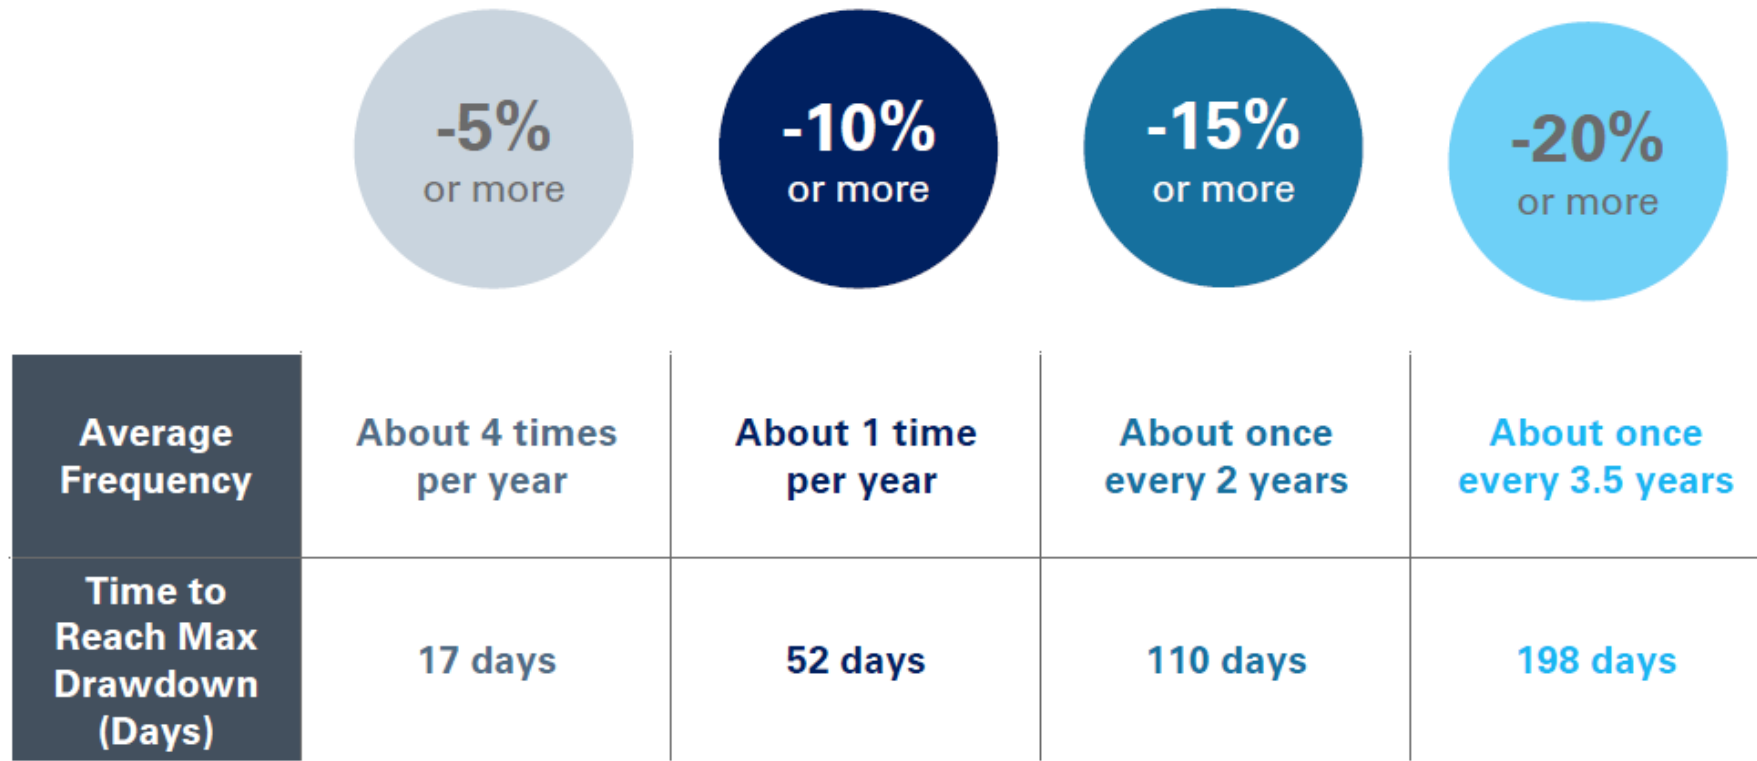 -5%
or more
-10%
or more
-15%
or more
-20%
or more
Average
Frequency
About 4 times
per year
About 1 time
per year
About once
every 2 years
About once
every 3.5 years
Time to
Reach Max
Drawdown
(Days)
17 days
52 days
110 days
198 days